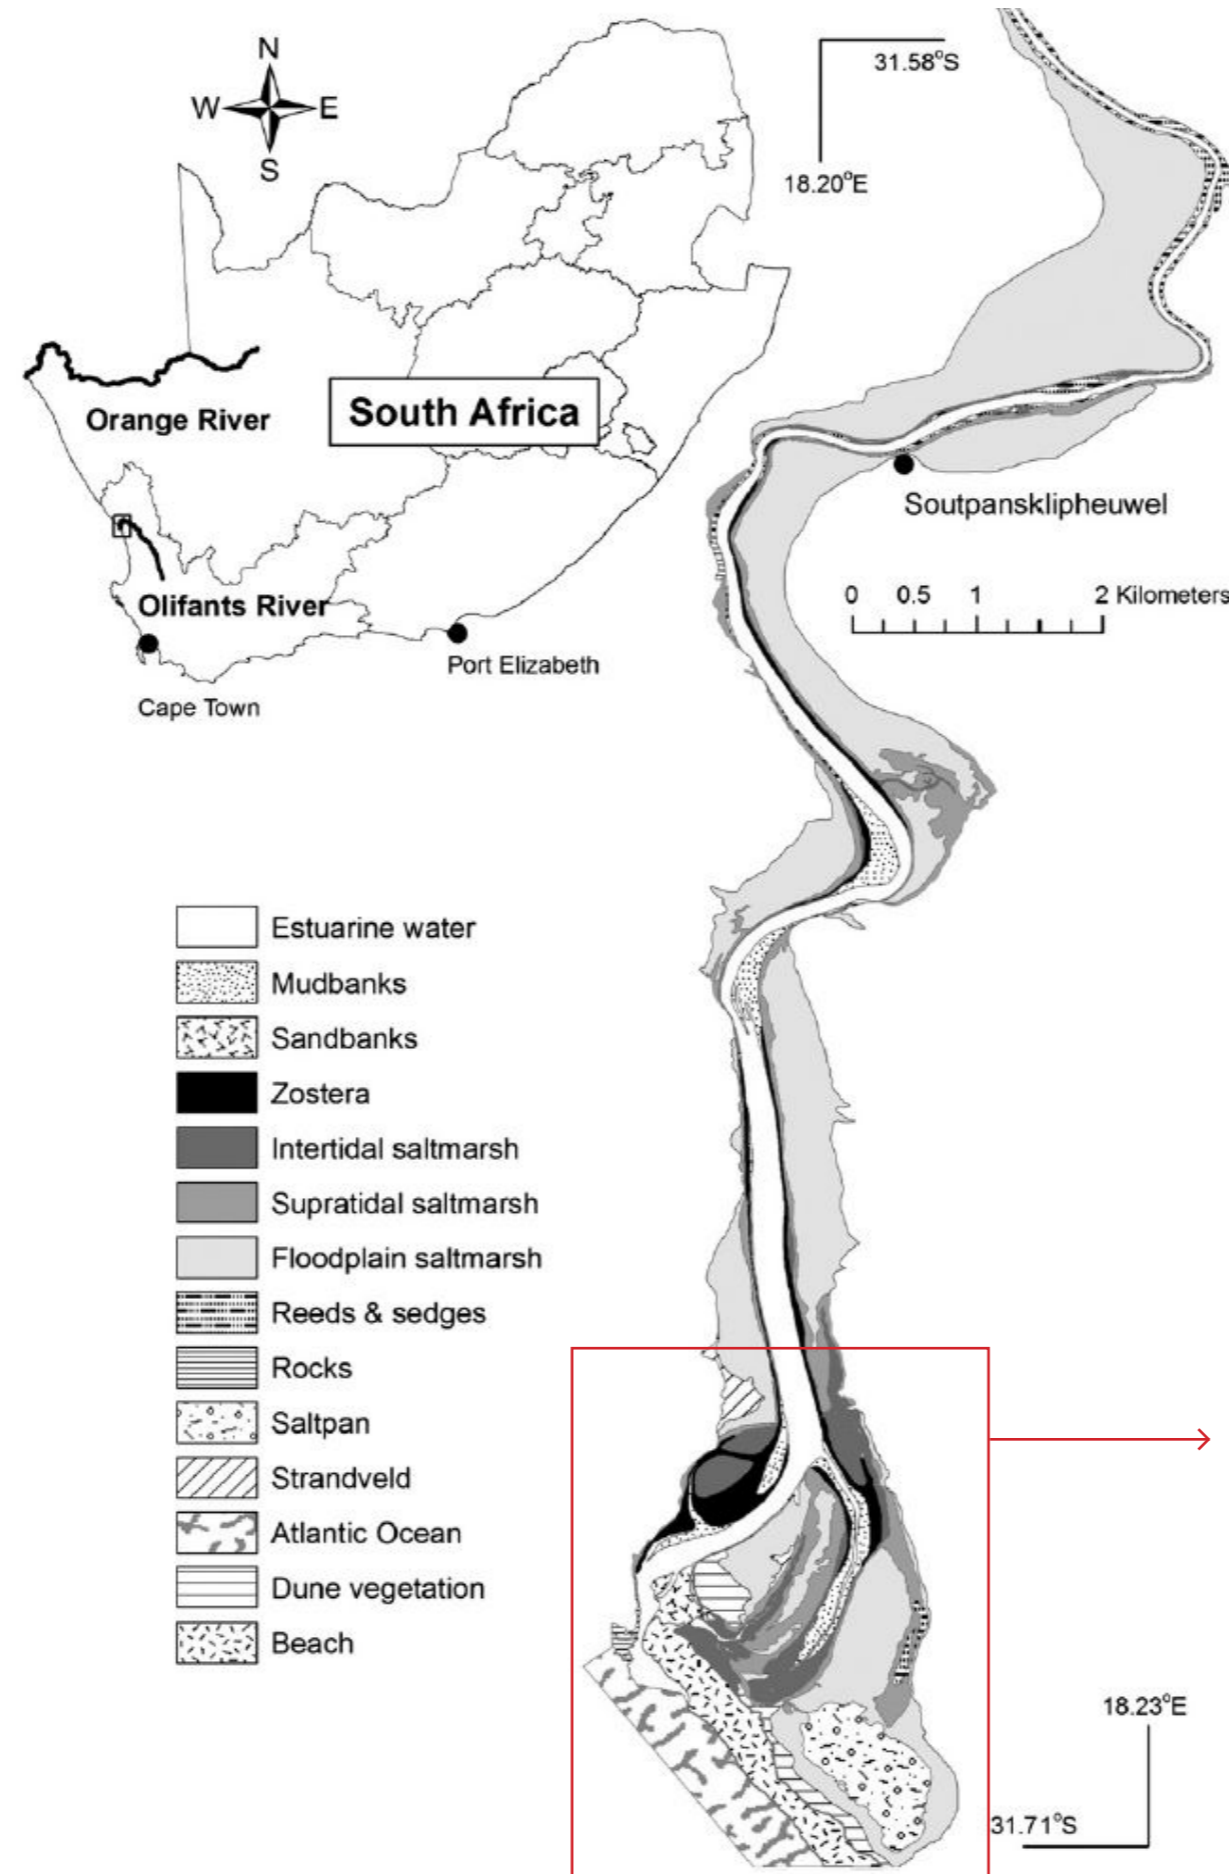 N
W E
S
31.58°S
18.20°E
Orange River
South Africa
Soutpansklipheuwel
0 0.5 1 2 Kilometers
Olifants River
Port Elizabeth
Cape Town
Estuarine water
Mudbanks
Sandbanks
Zostera
Intertidal saltmarsh
Supratidal saltmarsh
Floodplain saltmarsh
Reeds & sedges
Rocks
Saltpan
Strandveld
Atlantic Ocean
Dune vegetation
Beach
18.23°E
31.71°S